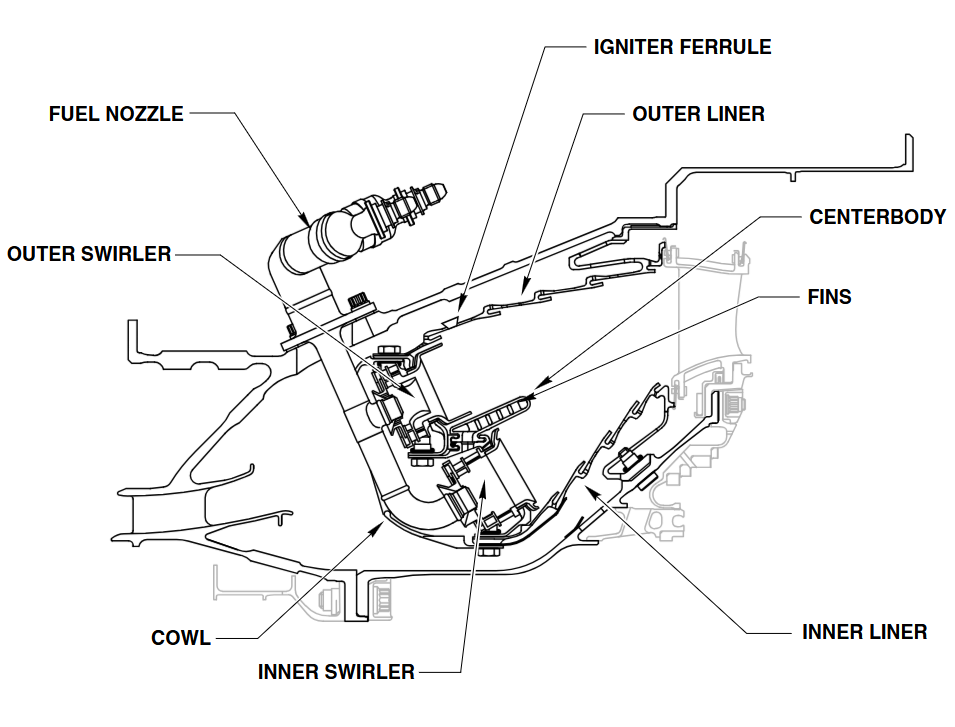 IGNITER FERRULE
FUEL NOZZLE
OUTER LINER
CENTERBODY
OUTER SWIRLER
FINS
INNER LINER
COWL
INNER SWIRLER